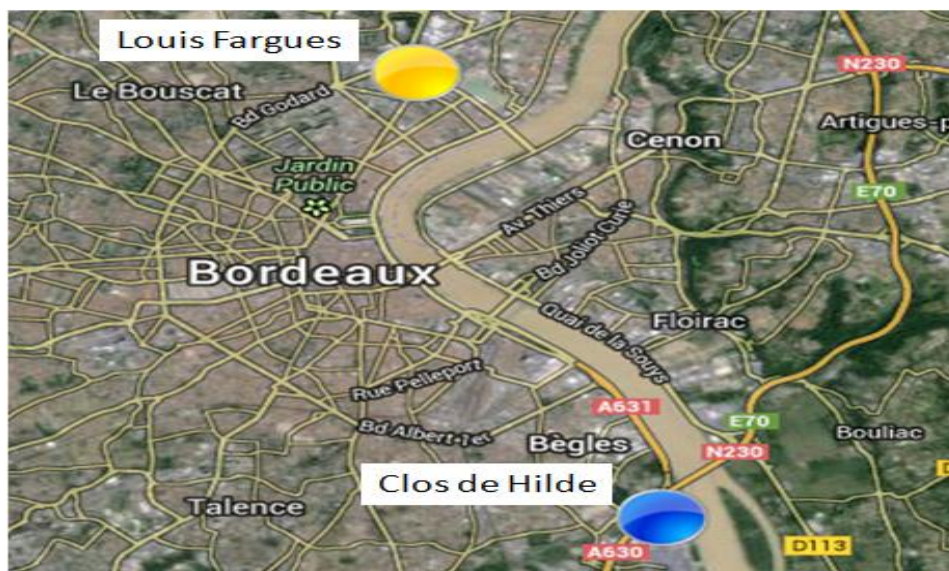 Louis Fargues
Le Bouscat
Bd Godard
N230
Artigues-p
Cenon
Jardin
Public
E70
Av. Thiers
Bd Joliot Curie
Bordeaux
Quai de la Souys
Floirac
Rue Pelleport
A631
Bd Albert-1er
Bègles
E70
N230
Bouliac
Clos de Hilde
Talence
A630
D113